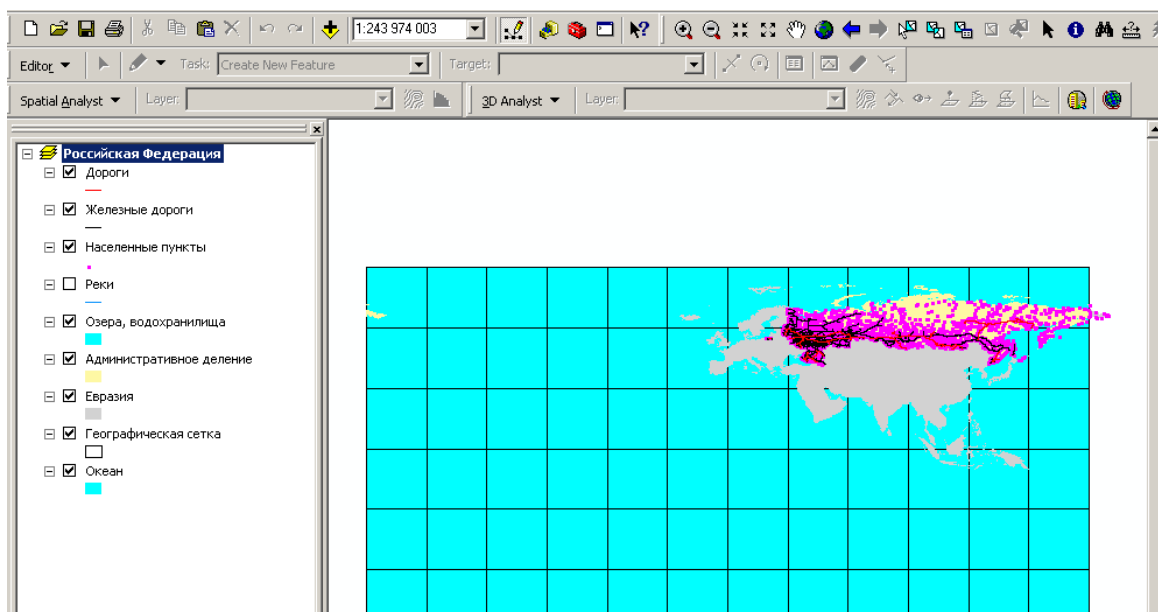 1:243 974 003
Editor Task: Create New Feature Target:
Spatial Analyst Layer: 3D Analyst Layer:
Российская Федерация
Дороги
Железные дороги
Населенные пункты
Реки
Озера, водохранилища
Административное деление
Евразия
Географическая сетка
Океан